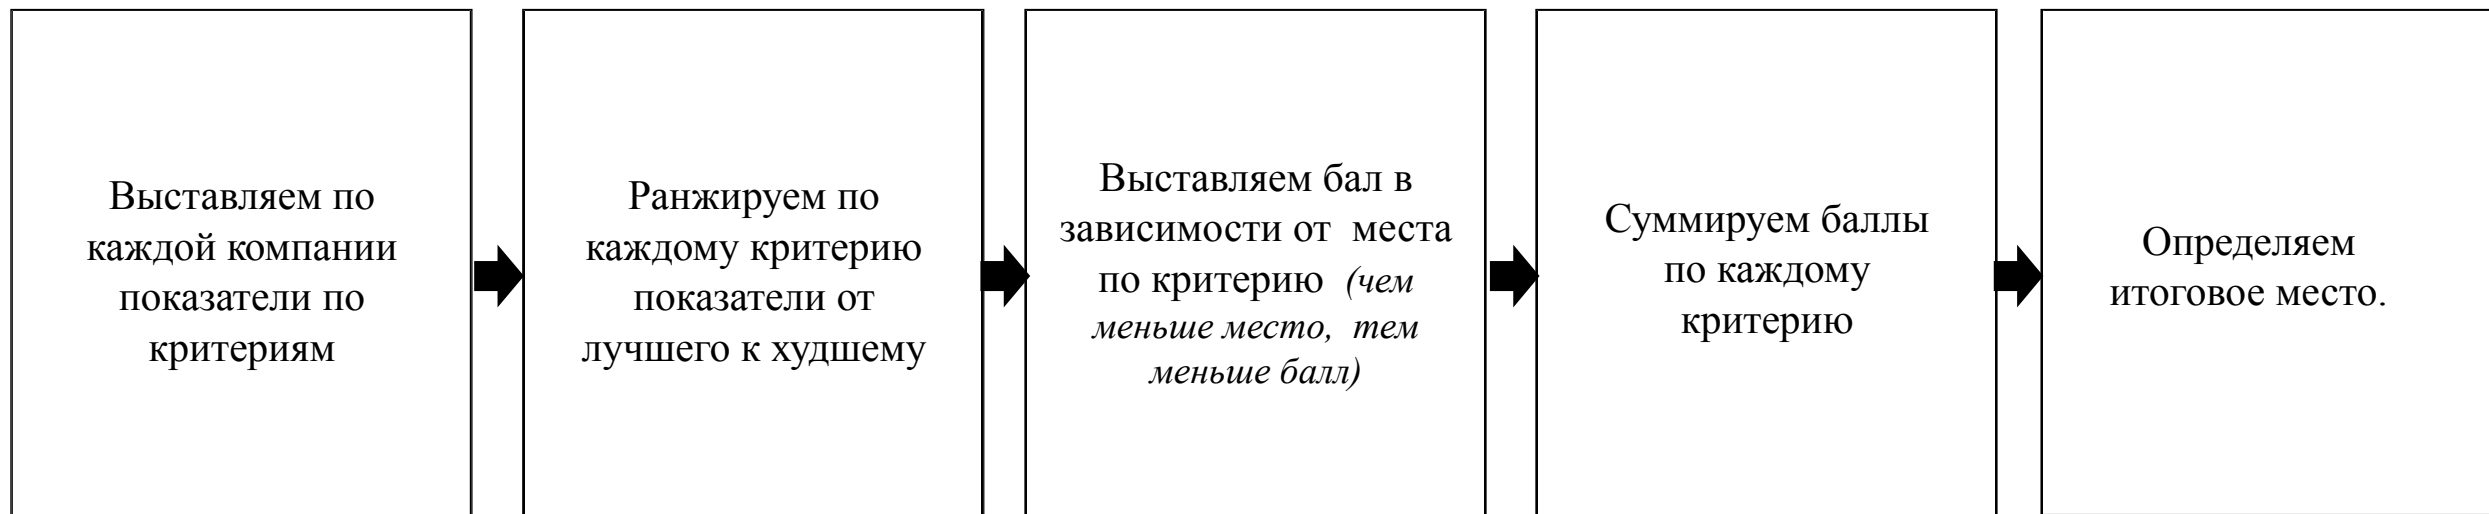 Выставляем по
каждой компании
показатели по
критериям
Ранжируем по
каждому критерию
показатели от
лучшего к худшему
Выставляем бал в
зависимости от места
по критерию (чем
меньше место, тем
меньше балл)
Суммируем баллы
по каждому
критерию
Определяем
итоговое место.